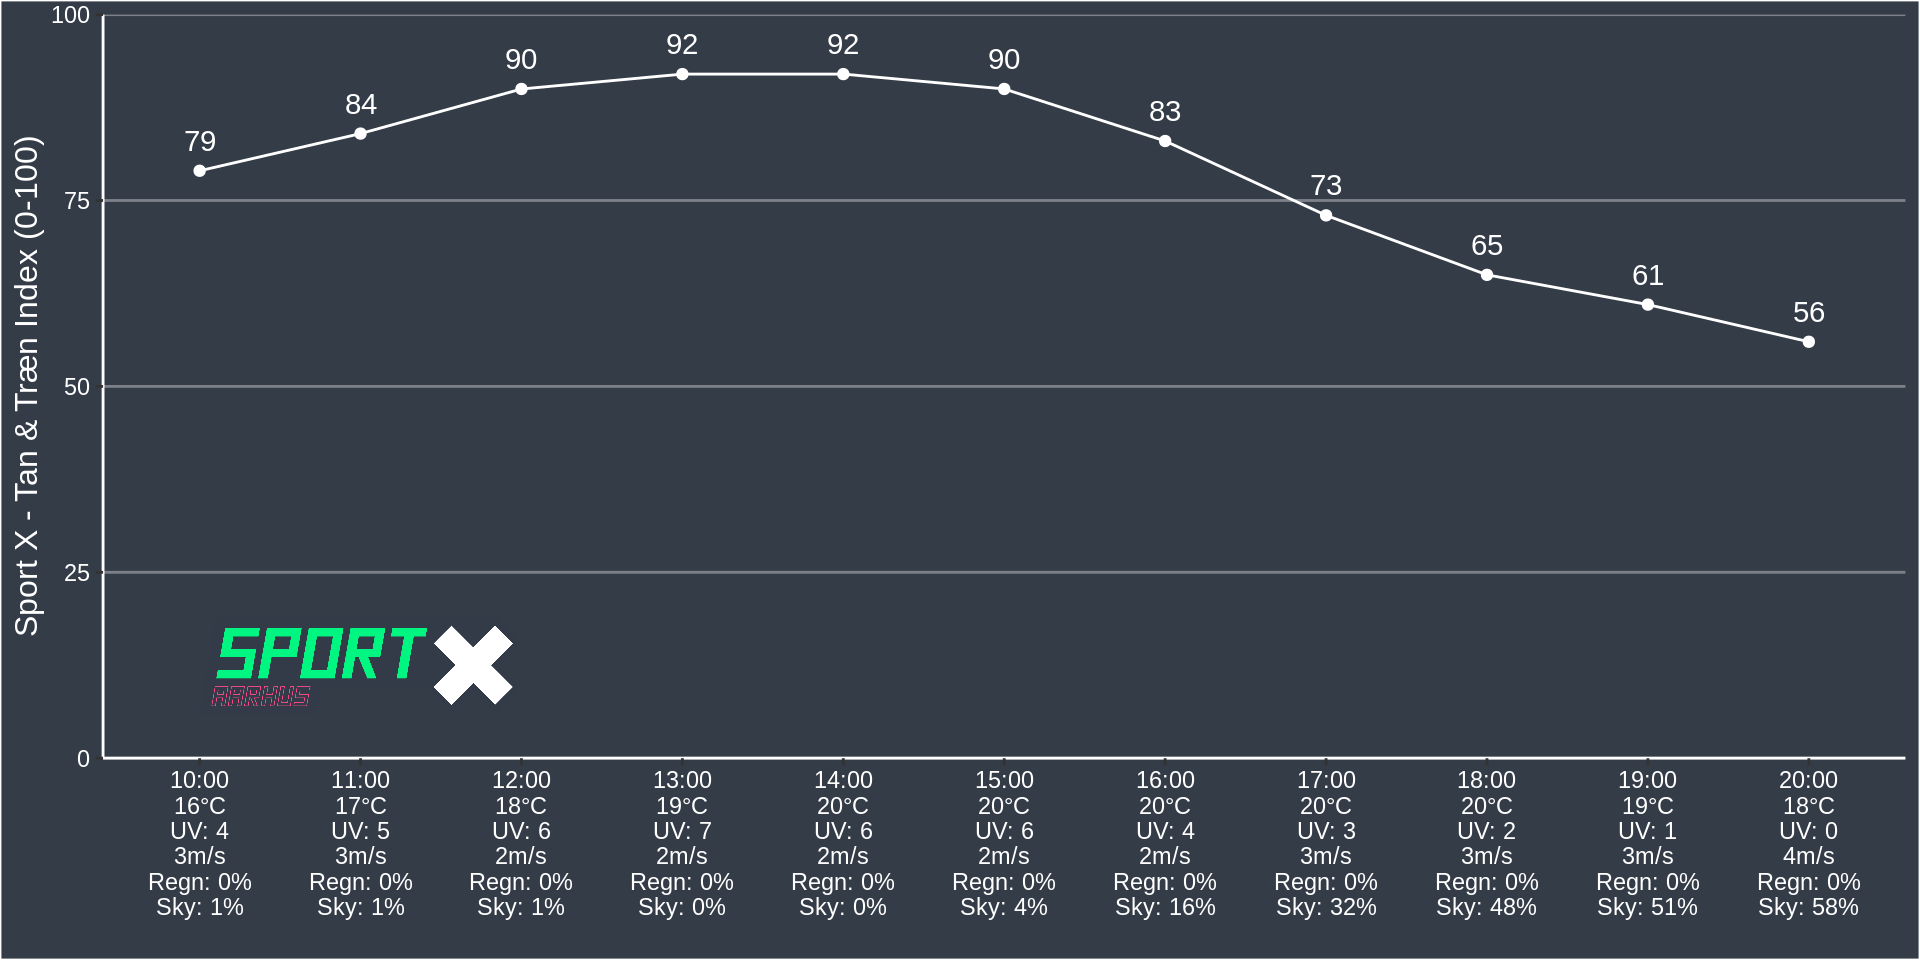 Sport X - Tan & Træn Index (0-100)
100
75
50
25
0
79
84
90
92
92
90
83
73
65
61
56
SPORT X
AARHUS
10:00 11:00 12:00 13:00 14:00 15:00 16:00 17:00 18:00 19:00 20:00
16°C 17°C 18°C 19°C 20°C 20°C 20°C 20°C 20°C 19°C 18°C
UV: 4 UV: 5 UV: 6 UV: 7 UV: 6 UV: 6 UV: 4 UV: 3 UV: 2 UV: 1 UV: 0
3m/s 3m/s 2m/s 2m/s 2m/s 2m/s 2m/s 3m/s 3m/s 3m/s 4m/s
Regn: 0% Regn: 0% Regn: 0% Regn: 0% Regn: 0% Regn: 0% Regn: 0% Regn: 0% Regn: 0% Regn: 0% Regn: 0%
Sky: 1% Sky: 1% Sky: 1% Sky: 0% Sky: 0% Sky: 4% Sky: 16% Sky: 32% Sky: 48% Sky: 51% Sky: 58%